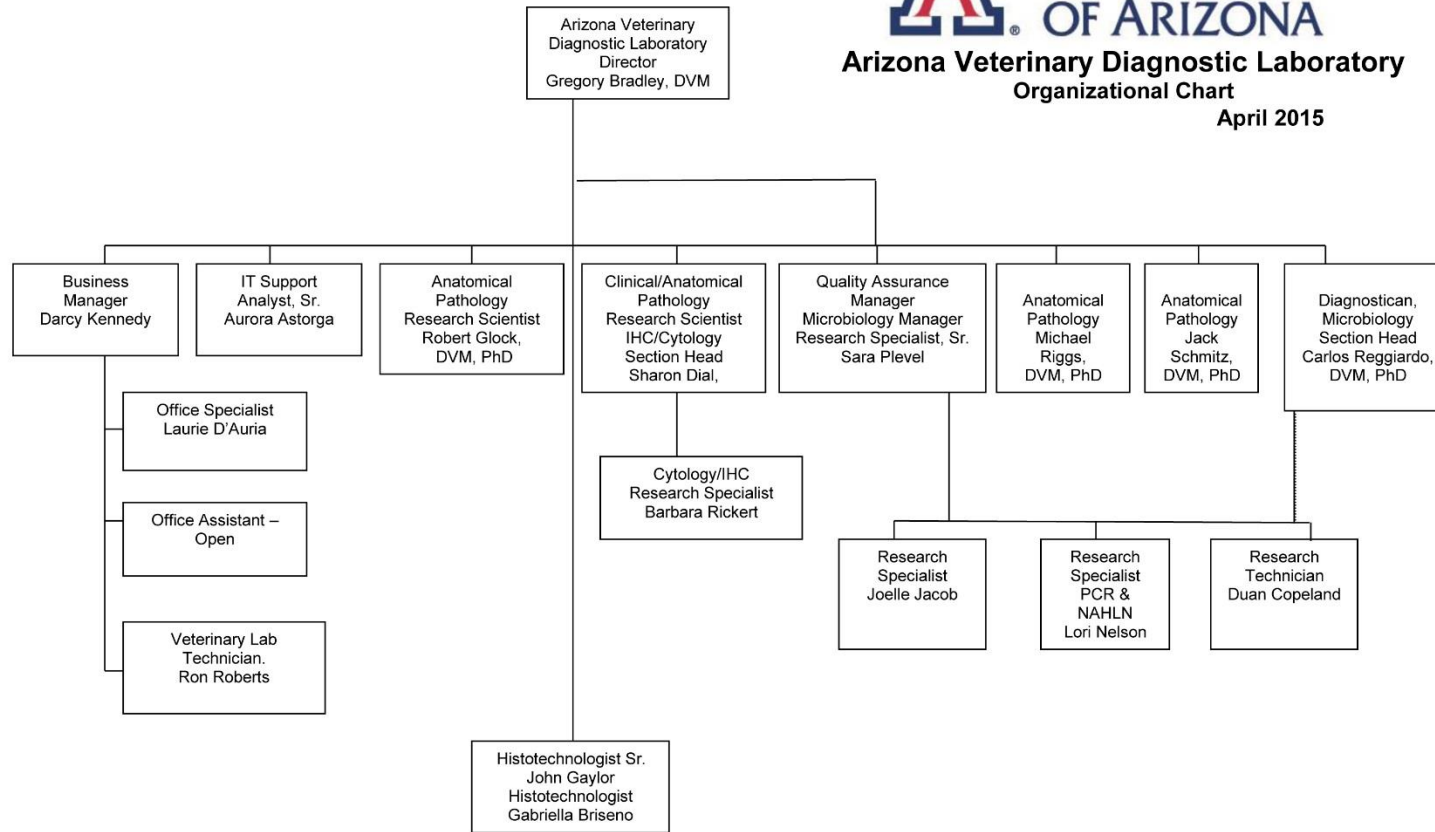 Arizona Veterinary
Diagnostic Laboratory
Director
Gregory Bradley, DVM
OF ARIZONA
®
Arizona Veterinary Diagnostic Laboratory
Organizational Chart
April 2015
Business
Manager
Darcy Kennedy
IT Support
Analyst, Sr.
Aurora Astorga
Anatomical
Pathology
Research Scientist
Robert Glock,
DVM, PhD
Clinical/Anatomical
Pathology
Research Scientist
IHC/Cytology
Section Head
Sharon Dial,
Quality Assurance
Manager
Microbiology Manager
Research Specialist, Sr.
Sara Plevel
Anatomical
Pathology
Michael
Riggs,
DVM, PhD
Anatomical
Pathology
Jack
Schmitz,
DVM, PhD
Diagnostican,
Microbiology
Section Head
Carlos Reggiardo,
DVM, PhD
Office Specialist
Laurie D'Auria
Office Assistant –
Open
Veterinary Lab
Technician.
Ron Roberts
Cytology/IHC
Research Specialist
Barbara Rickert
Research
Specialist
Joelle Jacob
Research
Specialist
PCR &
NAHLN
Lori Nelson
Research
Technician
Duan Copeland
Histotechnologist Sr.
John Gaylor
Histotechnologist
Gabriella Briseno